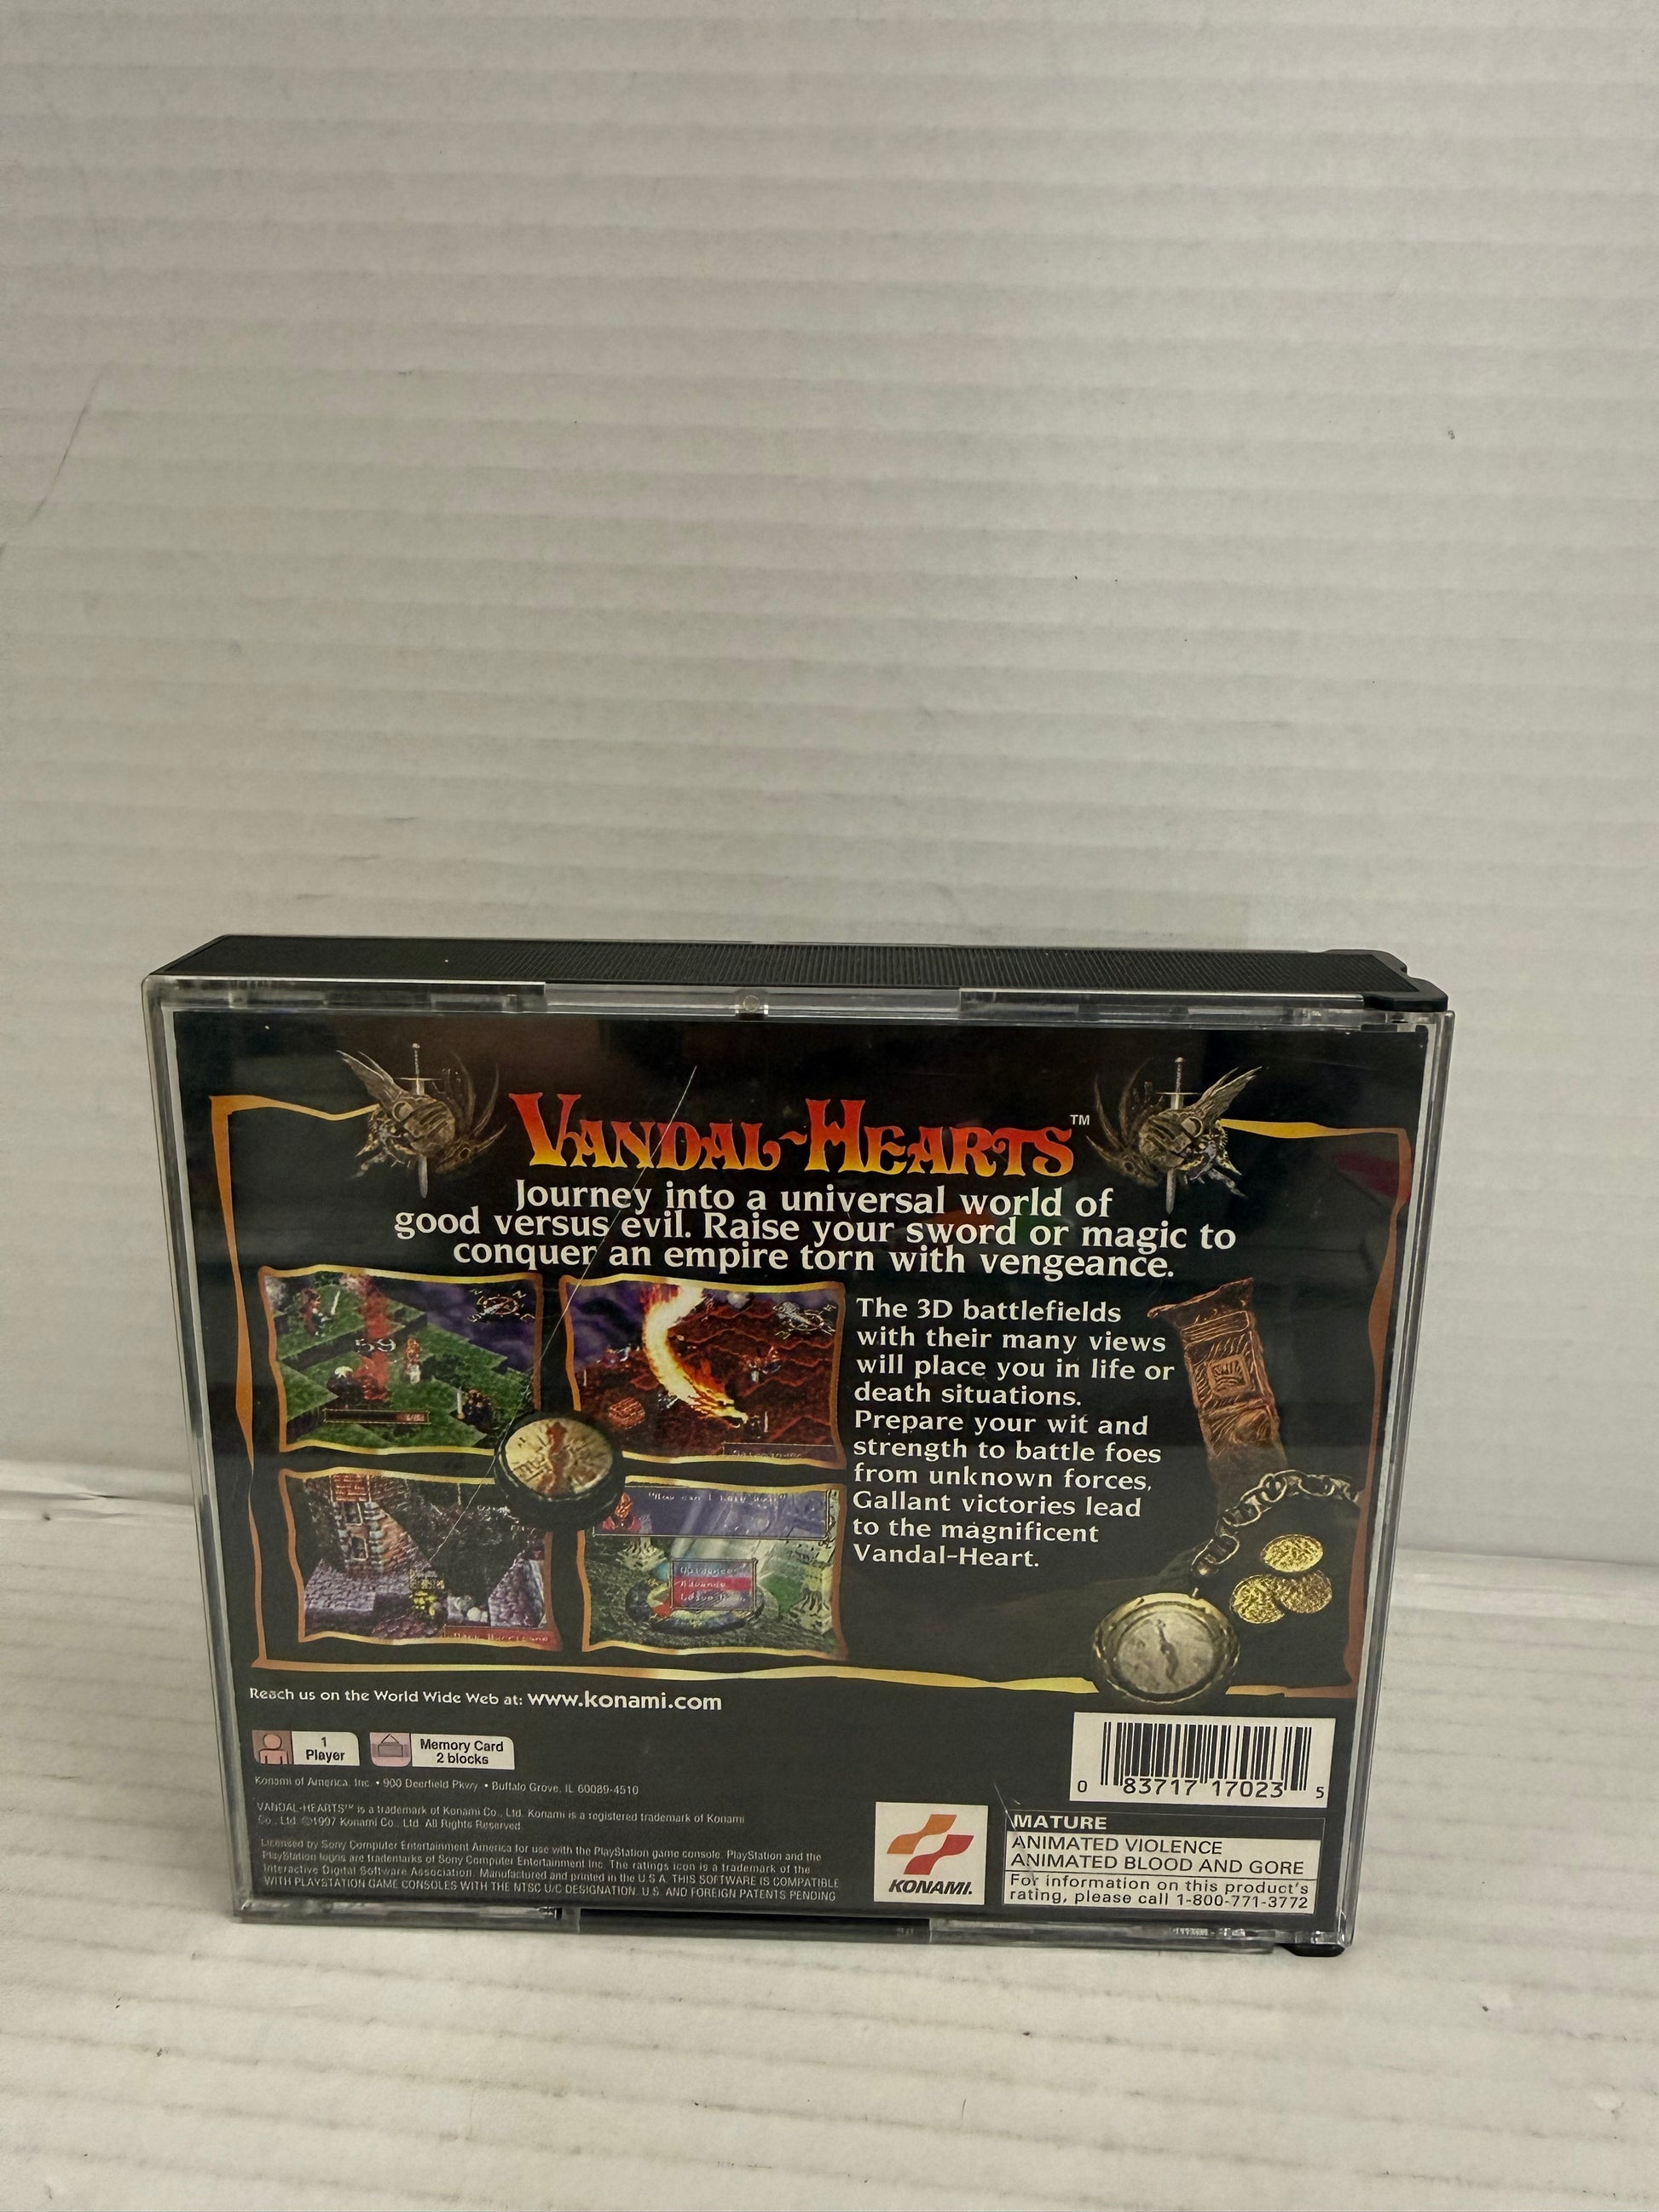 VANDAL-HEARTS™
Journey into a universal world of
good versus evil. Raise your sword or magic to
conquer an empire torn with vengeance.
59
The 3D battlefields
with their many views
will place you in life or
death situations.
Prepare your wit and
strength to battle foes
from unknown forces,
Gallant victories lead
to the magnificent
Vandal-Heart.
"How can I help you?"
Guidance
Advance
Reach us on the World Wide Web at: www.konami.com
1
Player
Memory Card
2 blocks
0 83717 17023 5
Konami of America, Inc. • 900 Deerfield Pkwy • Buffalo Grove, IL 60089-4510
VANDAL-HEARTS™ is a trademark of Konami Co., Ltd. Konami is a registered trademark of Konami
Co., Ltd. ©1997 Konami Co., Ltd. All Rights Reserved.
Licensed by Sony Computer Entertainment America for use with the PlayStation game console. PlayStation and the
PlayStation logos are trademarks of Sony Computer Entertainment Inc. The ratings icon is a trademark of the
Interactive Digital Software Association. Manufactured and printed in the U.S.A. THIS SOFTWARE IS COMPATIBLE
WITH PLAYSTATION GAME CONSOLES WITH THE NTSC U/C DESIGNATION. U.S. AND FOREIGN PATENTS PENDING
KONAMI.
MATURE
ANIMATED VIOLENCE
ANIMATED BLOOD AND GORE
For information on this product's
rating, please call 1-800-771-3772